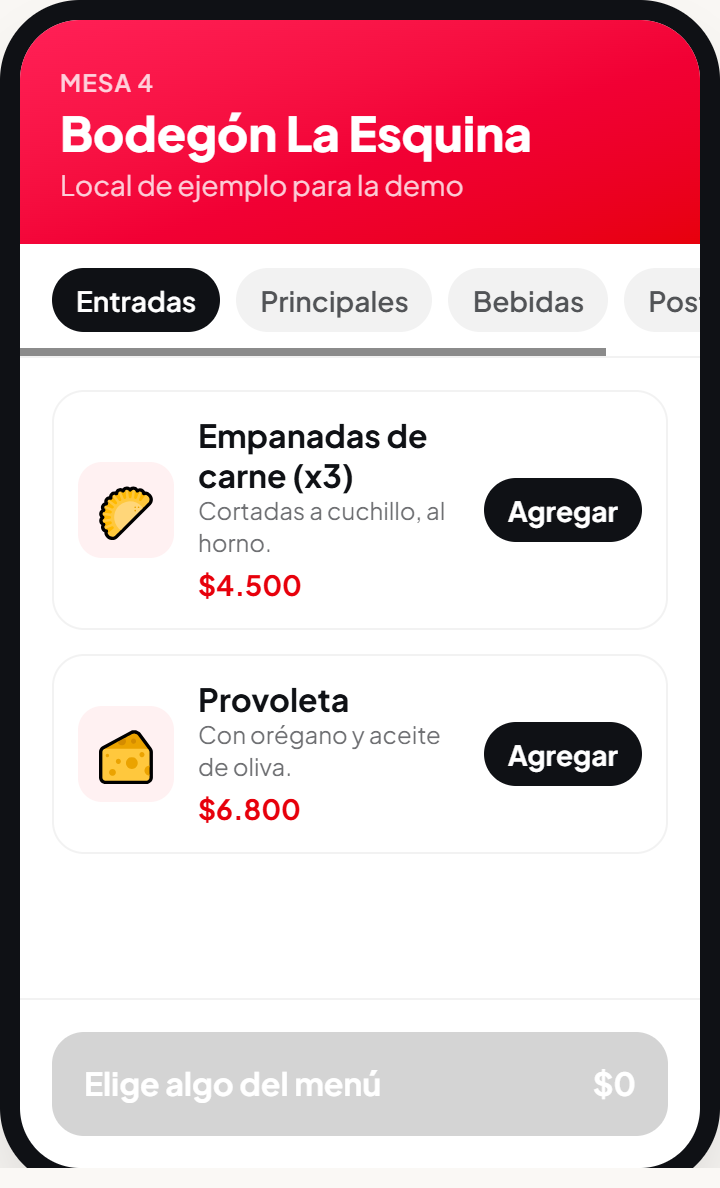 MESA 4
Bodegón La Esquina
Local de ejemplo para la demo
Entradas
Principales
Bebidas
Empanadas de
carne (x3)
Cortadas a cuchillo, al
horno.
$4.500
Agregar
Provoleta
Con orégano y aceite
de oliva.
$6.800
Agregar
Elige algo del menú
$0